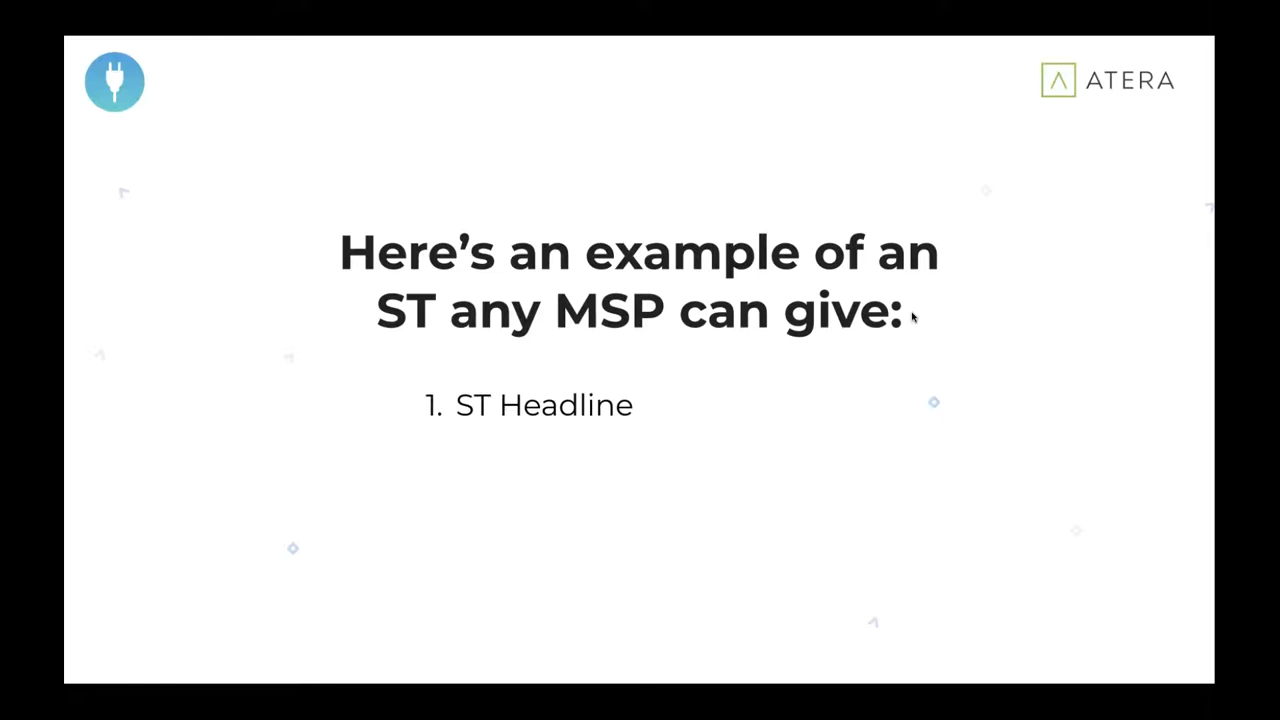 ATERA
Here’s an example of an
ST any MSP can give:
1. ST Headline